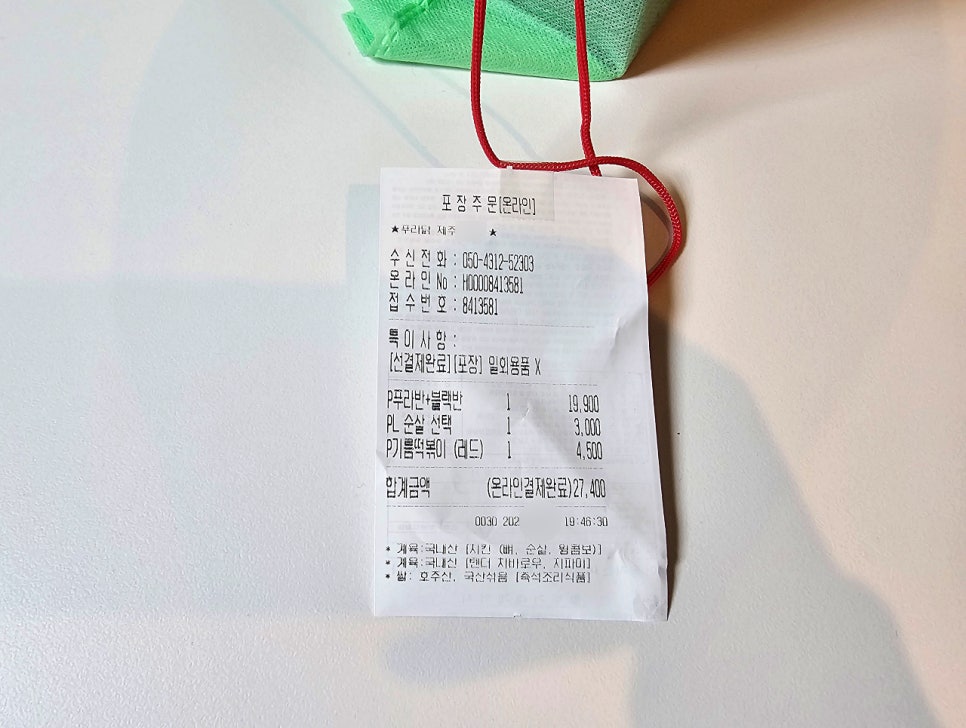 포장주문[온라인]
★푸라닭 제주 ★
수신전화 : 050-4312-52303
온라인No : H00008413581
접수번호 : 8413581
특이사항 :
[선결제완료][포장] 일회용품 X
P푸라반+블랙반 1 19,900
PL 순살 선택 1 3,000
P기쁨떡볶이 (레드) 1 4,500
합계금액 (온라인결제완료)27,400
0030 202 19:46:30
* 계육:국내산 [치킨 (뼈, 순살, 윙콤보)]
* 계육:국내산 [텐더 치바로우, 치파미]
* 쌀: 호주산, 국산섞음 [즉석조리식품]